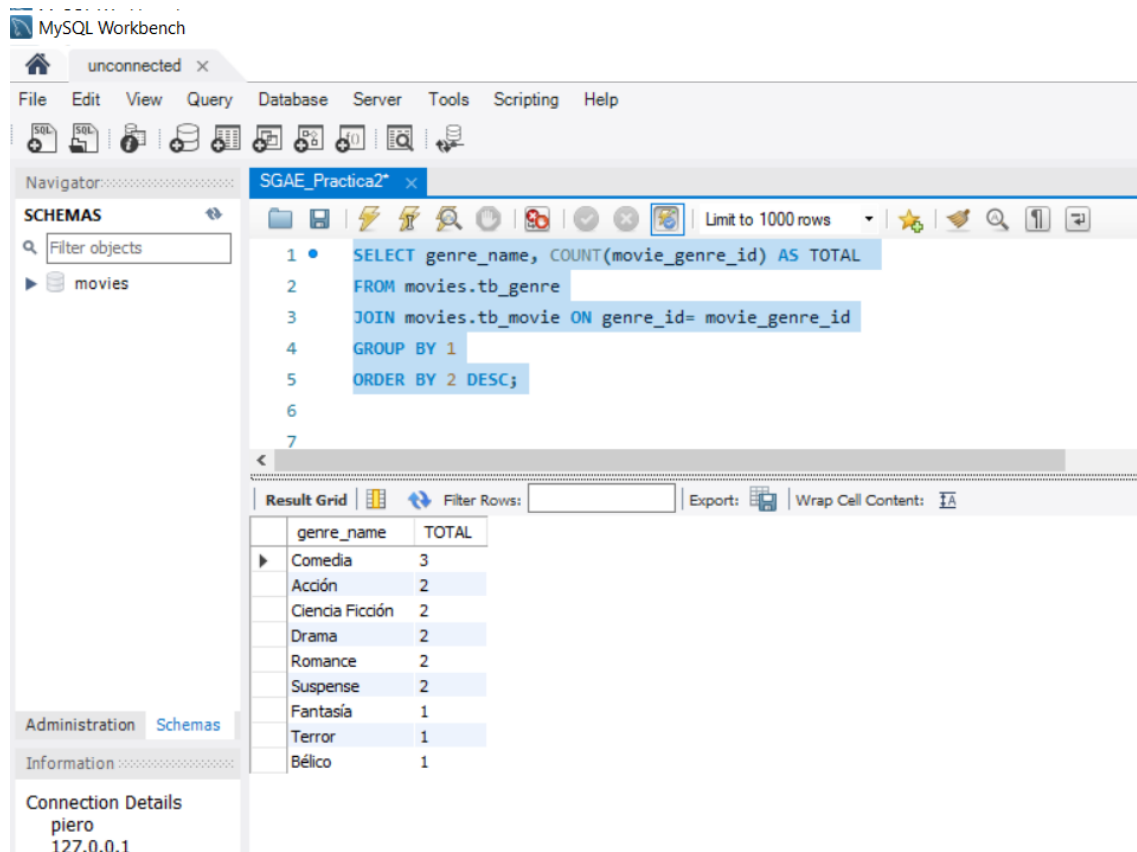 MySQL Workbench
unconnected ×
File Edit View Query Database Server Tools Scripting Help
SQL SQL
Navigator
SGAE_Practica2* ×
SCHEMAS
Limit to 1000 rows
Filter objects
movies
1 SELECT genre_name, COUNT(movie_genre_id) AS TOTAL
2 FROM movies.tb_genre
3 JOIN movies.tb_movie ON genre_id= movie_genre_id
4 GROUP BY 1
5 ORDER BY 2 DESC;
6
7
Result Grid Filter Rows: Export: Wrap Cell Content: IA
genre_name TOTAL
Comedia 3
Acción 2
Ciencia Ficción 2
Drama 2
Romance 2
Suspense 2
Fantasía 1
Terror 1
Bélico 1
Administration Schemas
Information
Connection Details
piero
127.0.0.1